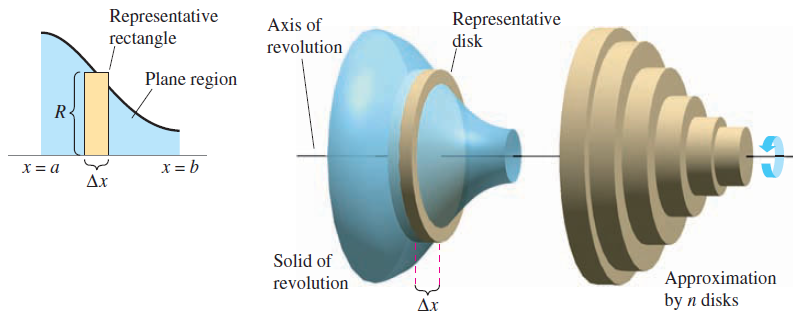 Representative
rectangle
Plane region
R
x = a
Δx
x = b
Axis of
revolution
Representative
disk
Solid of
revolution
Δx
Approximation
by n disks